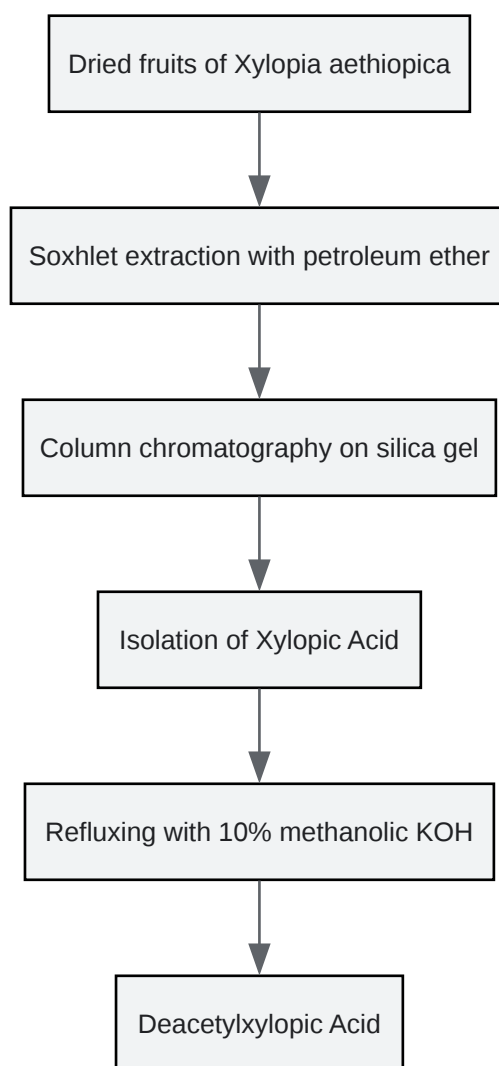 Dried fruits of Xylopia aethiopica
Soxhlet extraction with petroleum ether
Column chromatography on silica gel
Isolation of Xylopic Acid
Refluxing with 10% methanolic KOH
Deacetylxylopic Acid